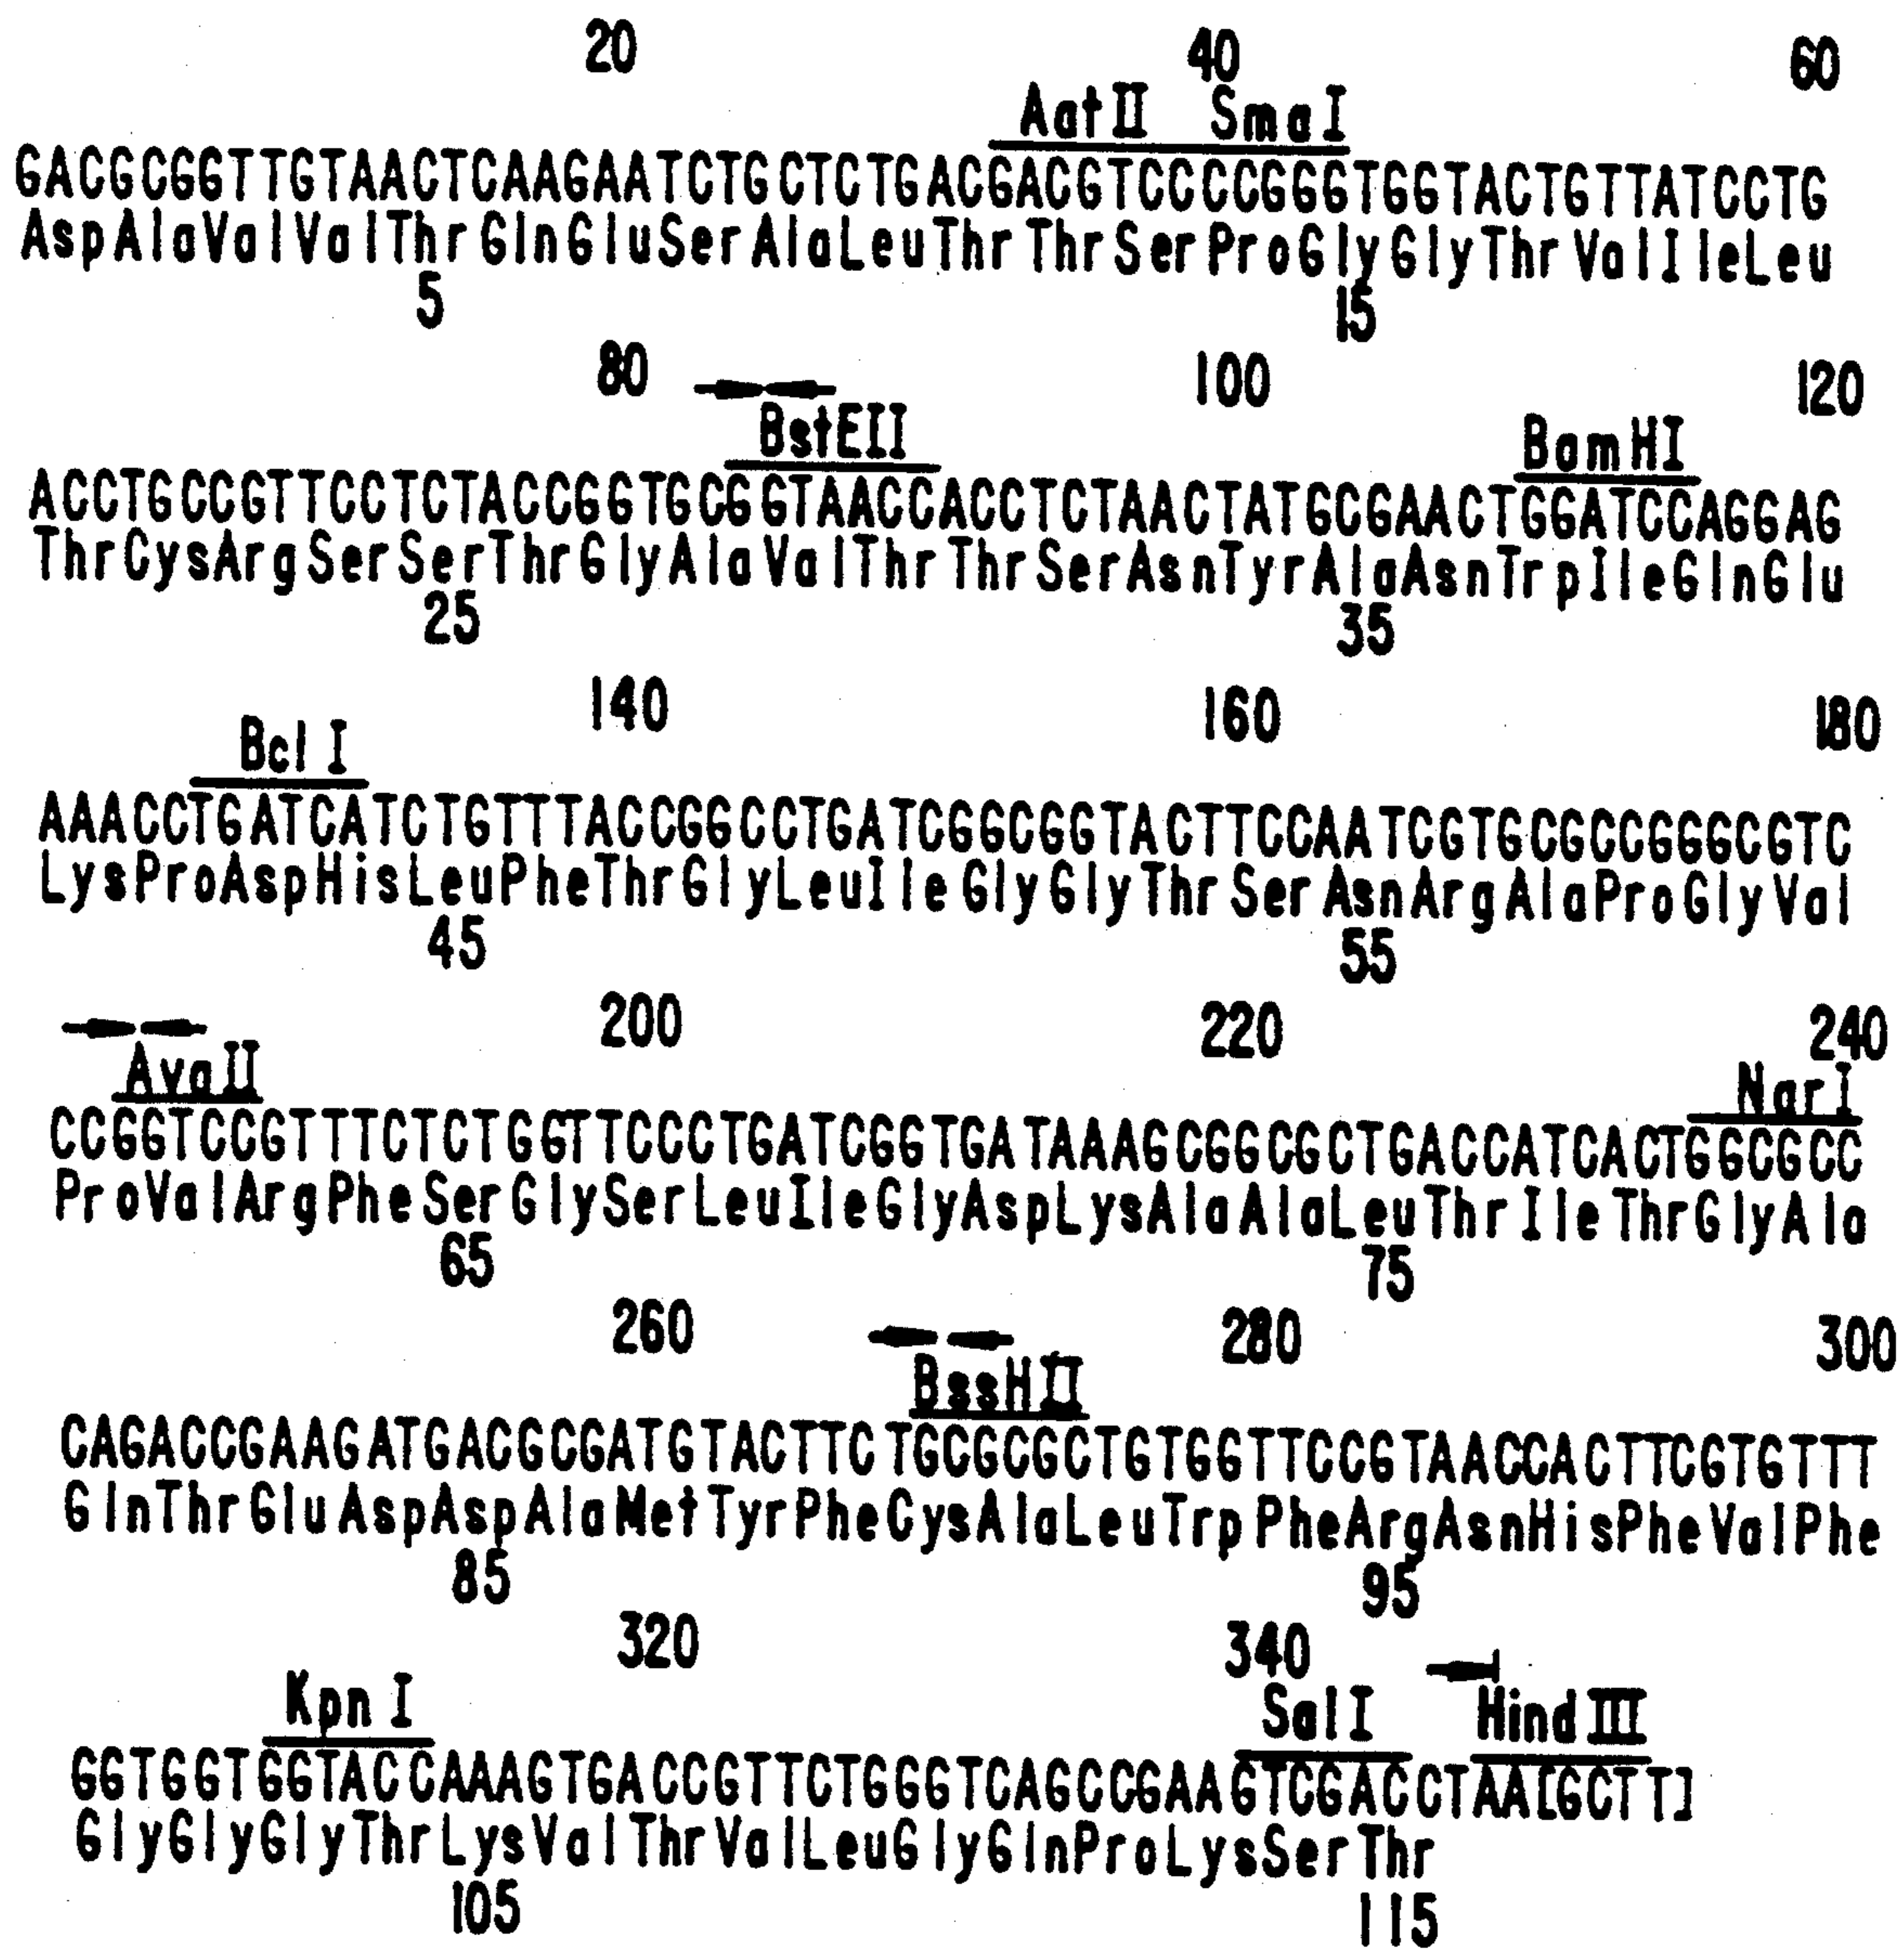 20 40 60
AatII SmaI
GACGCGGTTGTAACTCAAGAATCTGCTCTGACGACGTCCCCGGGTGGTACTGTTATCCTG
AspAlaValValThrGlnGluSerAlaLeuThrThrSerProGlyGlyThrValIleLeu
5 15
80 100 120
BstEII BamHI
ACCTGCCGTTCCTCTACCGGTGCGGTAACCACCTCTAACTATGCGAACTGGATCCAGGAG
ThrCysArgSerSerThrGlyAlaValThrThrSerAsnTyrAlaAsnTrpIleGlnGlu
25 35
140 160 180
Bcl I
AAACCTGATCATCTGTTTACCGGCCTGATCGGCGGTACTTCCAATCGTGCGCCGGGCGTC
LysProAspHisLeuPheThrGlyLeuIleGlyGlyThrSerAsnArgAlaProGlyVal
45 55
200 220 240
AvaII NarI
CCGGTCCGTTTCTCTGGTTCCCTGATCGGTGATAAAGCGGCGCTGACCATCACTGGCGCC
ProValArgPheSerGlySerLeuIleGlyAspLysAlaAlaLeuThrIleThrGlyAla
65 75
260 280 300
BssHII
CAGACCGAAGATGACGCGATGTACTTCTGCGCGCTGTGGTTCCGTAACCACTTCGTGTTT
GlnThrGluAspAspAlaMetTyrPheCysAlaLeuTrpPheArgAsnHisPheValPhe
85 95
320 340
Kpn I SalI HindIII
GGTGGTGGTACCAAAGTGACCGTTCTGGGTCAGCCGAAGTCGACCTAA[GCTT]
GlyGlyGlyThrLysValThrValLeuGlyGlnProLysSerThr
105 115